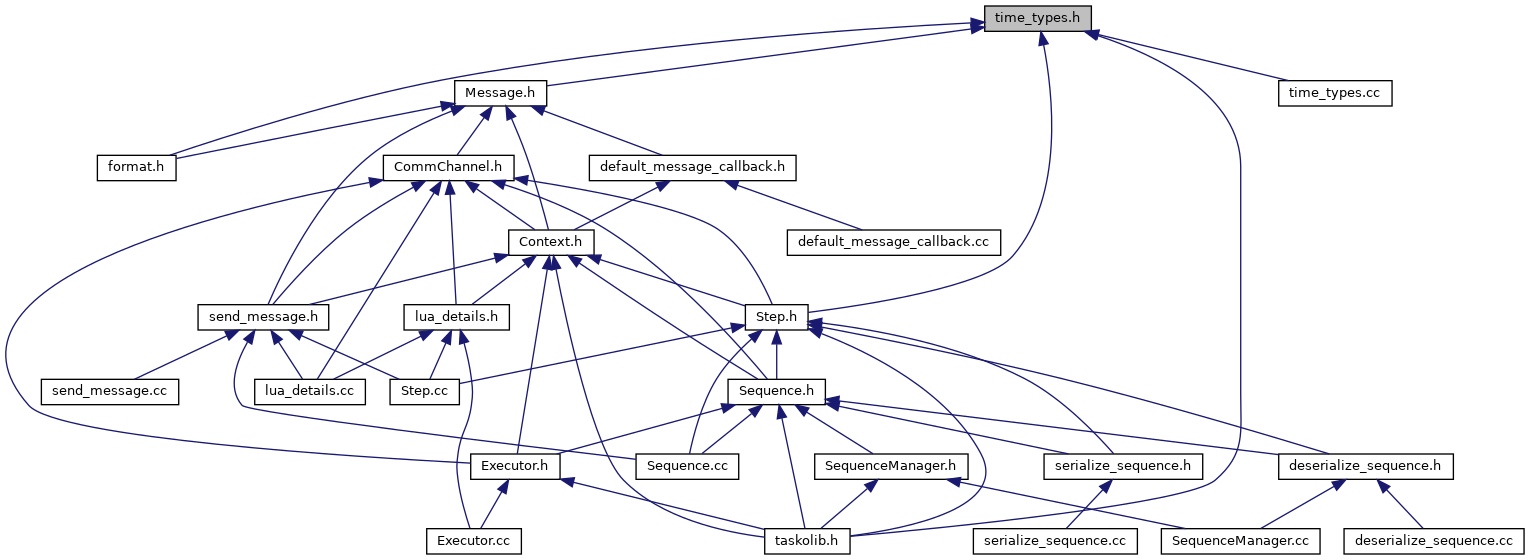 time_types.h
Message.h
time_types.cc
format.h
CommChannel.h
default_message_callback.h
Context.h
default_message_callback.cc
send_message.h
lua_details.h
Step.h
send_message.cc
lua_details.cc
Step.cc
Sequence.h
Executor.h
Sequence.cc
SequenceManager.h
serialize_sequence.h
deserialize_sequence.h
Executor.cc
taskolib.h
serialize_sequence.cc
SequenceManager.cc
deserialize_sequence.cc